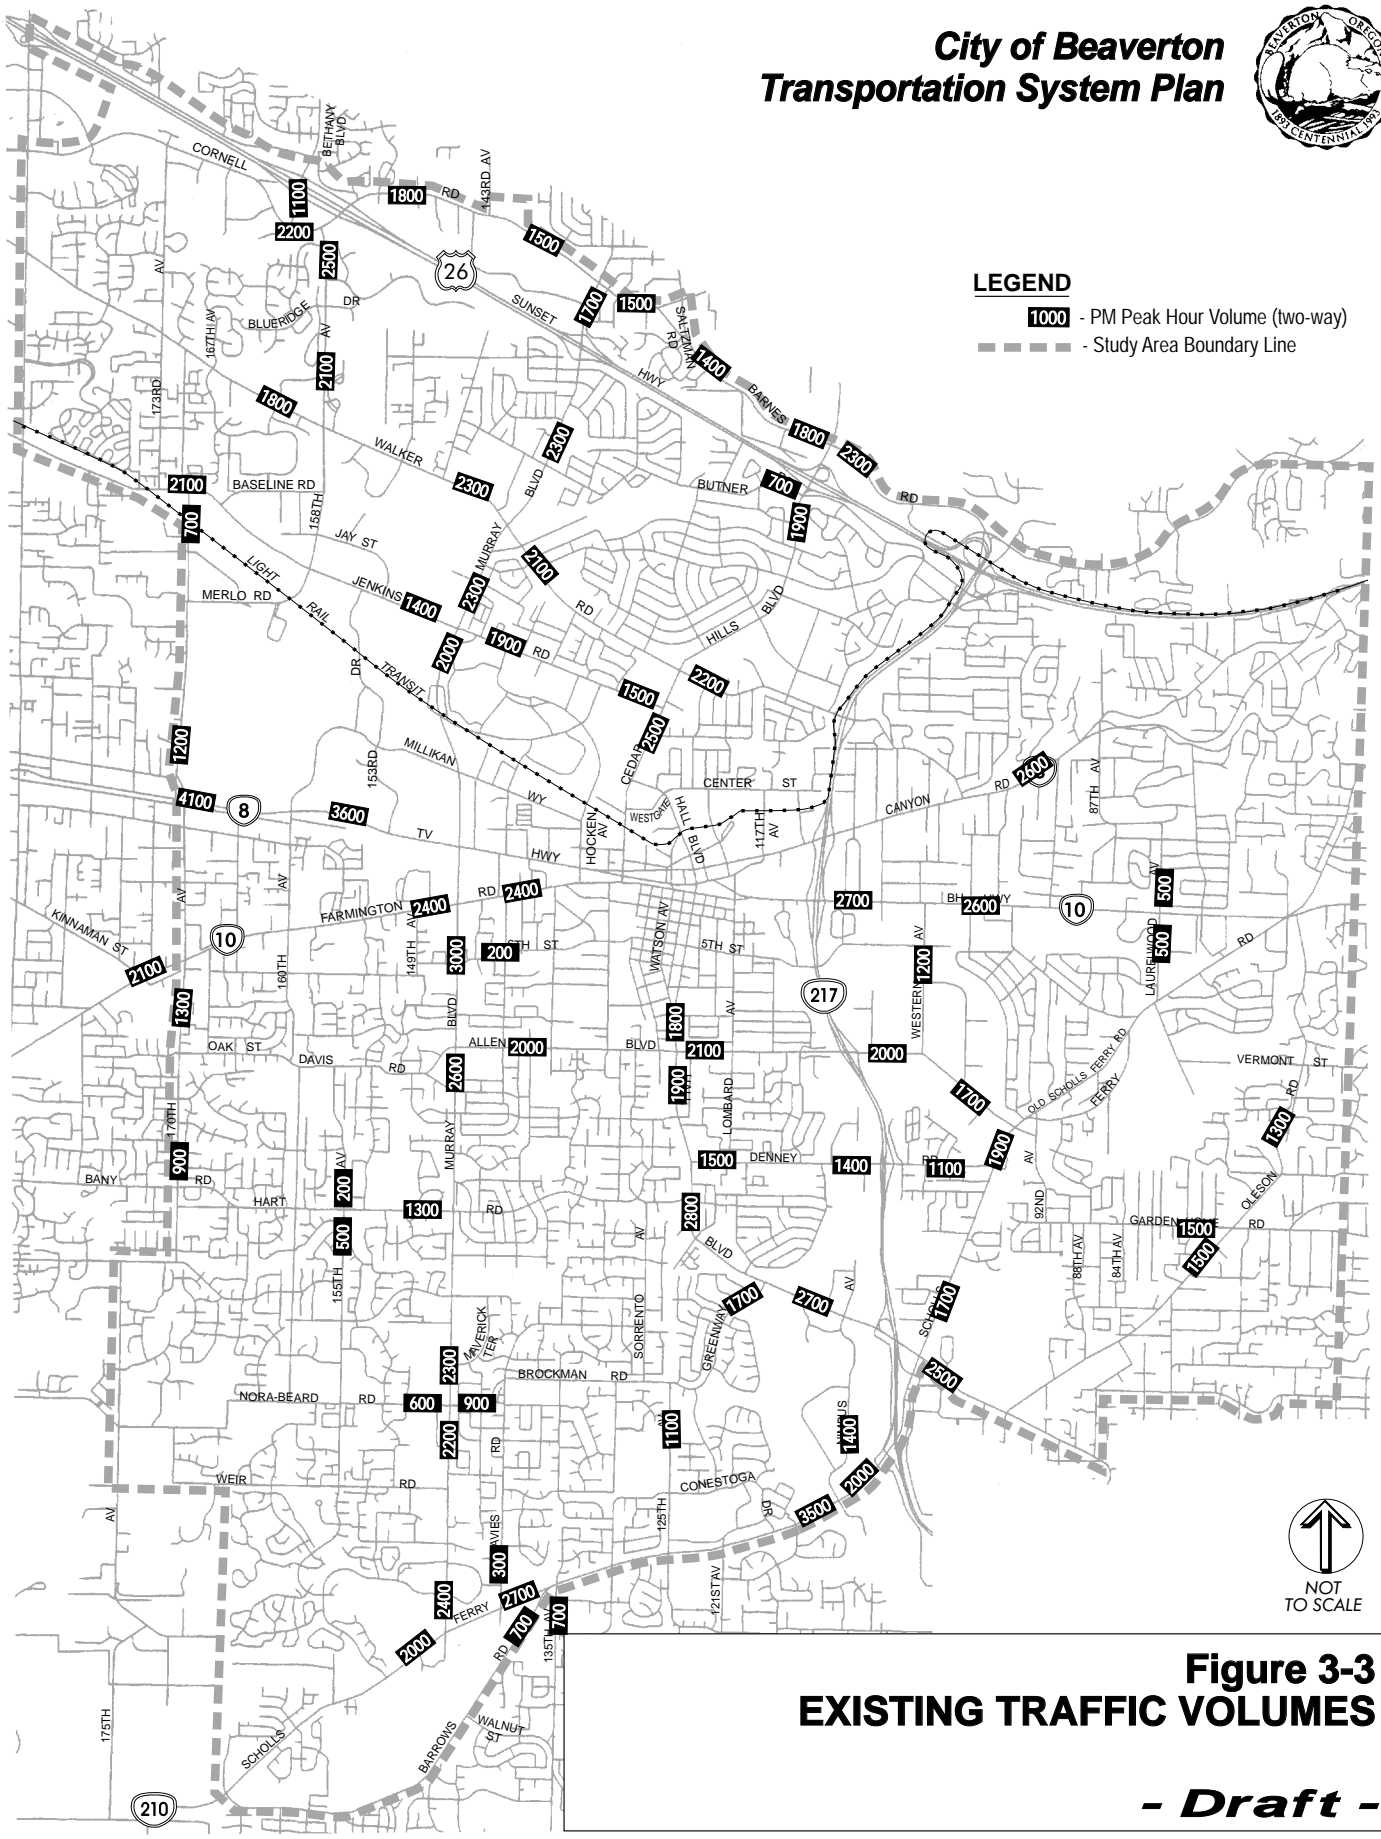 City of Beaverton
Transportation System Plan
BEAVERTON OREGON
1893 CENTENNIAL 1993
LEGEND
1000 - PM Peak Hour Volume (two-way)
- Study Area Boundary Line
CORNELL
BETHANY
BLVD
1100
1800
RD
143RD AV
2200
2500
1500
26
AV
BLUERIDGE
DR
SUNSET
1700
1500
SALTZMAN
RD
167TH AV
AV
2100
HWY
1400
173RD
1800
BARNES
WALKER
2300
1800
2300
2100
BASELINE RD
2300
BLVD
BUTNER
700
RD
700
158TH
JAY ST
MURRAY
1900
LIGHT
2100
MERLO RD
RAIL
JENKINS
1400
2300
RD
HILLS
BLVD
2000
1900
RD
DR
TRANSIT
1500
2200
1200
2500
MILLIKAN
CEDAR
153RD
WY
CENTER ST
2600
RD
87TH AV
4100
8
3600
WESTGATE
HALL
BLVD
CANYON
TV
HOCKEN
AV
117TH
AV
HWY
AV
AV
FARMINGTON
2400
RD
2400
2700
2600
10
AV
500
KINNAMAN ST
10
149TH AV
WATSON AV
5TH ST
AV
LAURELWOOD
500
RD
2100
160TH
3000
200
ST
1200
1300
BLVD
1800
AV
217
WESTERN
OAK ST
DAVIS
RD
ALLEN
2000
BLVD
2100
2000
OLD SCHOLLS FERRY RD
VERMONT ST
2600
1900
LOMBARD
1700
FERRY
RD
170TH
MURRAY
1300
900
AV
1500
DENNEY
1400
1100
1900
AV
BANY
RD
200
HART
1300
RD
2800
92ND
OLESON
500
AV
BLVD
GARDEN
1500
RD
88TH AV
84TH AV
1500
155TH
1700
2700
AV
1700
MAVERICK
TER
SORRENTO
GREENWAY
2300
BROCKMAN RD
2500
NORA-BEARD RD
600
900
2200
RD
1100
1400
WEIR
RD
CONESTOGA
2000
AV
DR
3500
125TH
300
2400
FERRY
2700
121ST AV
NOT
TO SCALE
2000
700
RD
135TH AV
700
Figure 3-3
EXISTING TRAFFIC VOLUMES
175TH
SCHOLLS
BARROWS
WALNUT
ST
210
- Draft -